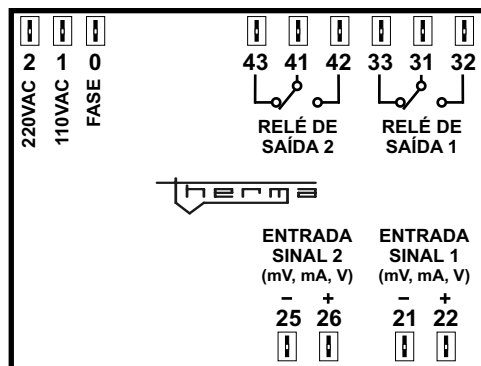 2 1 0
220VAC 110VAC FASE
43 41 42 33 31 32
RELÉ DE
SAÍDA 2
RELÉ DE
SAÍDA 1
therma
ENTRADA
SINAL 2
(mV, mA, V)
– +
25 26
ENTRADA
SINAL 1
(mV, mA, V)
– +
21 22